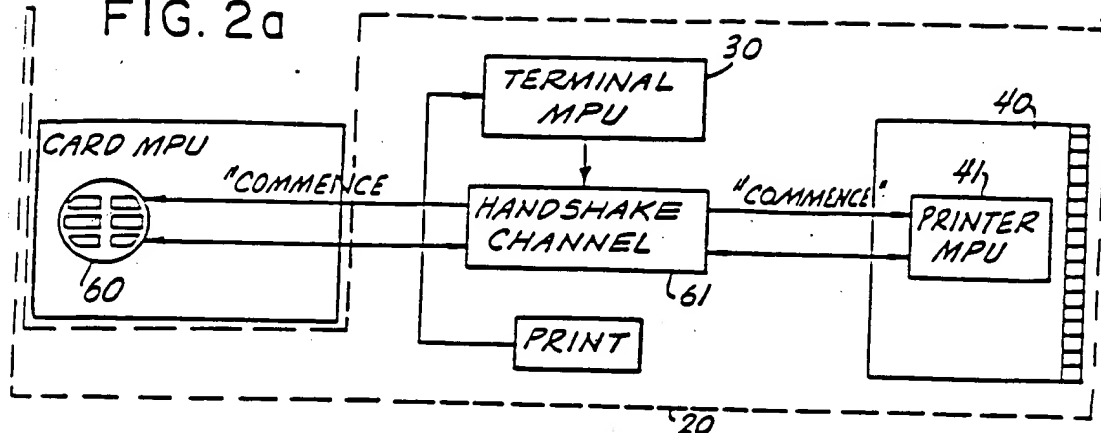 FIG. 2a
30
TERMINAL
MPU
40
CARD MPU
"COMMENCE
HANDSHAKE
CHANNEL
"COMMENCE"
41
PRINTER
MPU
60
61
PRINT
20